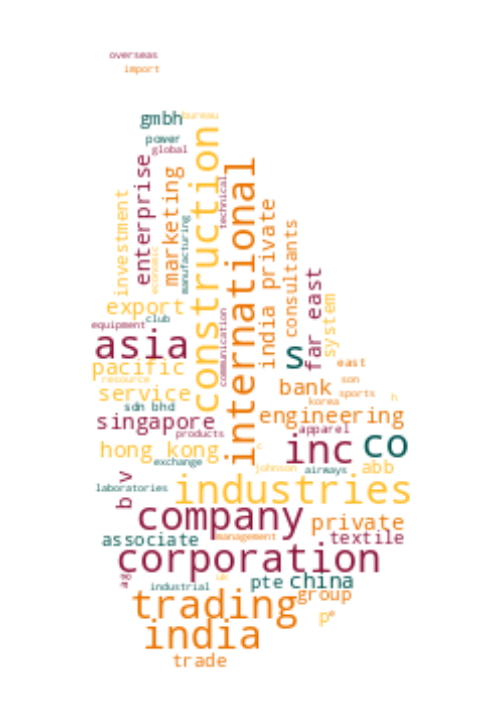 overseas
import
gmbh
bureau
power
global
construction
enterprise
marketing
international
technical
investment
manufacturing
economic
india private
consultants
far east
system
export
club
equipment
communication
asia
s
pacific
east
resource
bank
son
service
sports
h
korea
sdn bhd
engineering
singapore
apparel
products
inc
co
hong kong
c
exchange
johnson
airways
abb
b v
laboratories
industries
company
private
associate
management
textile
corporation
a g
industrial
uk
pte
china
trading
group
p
e
india
trade